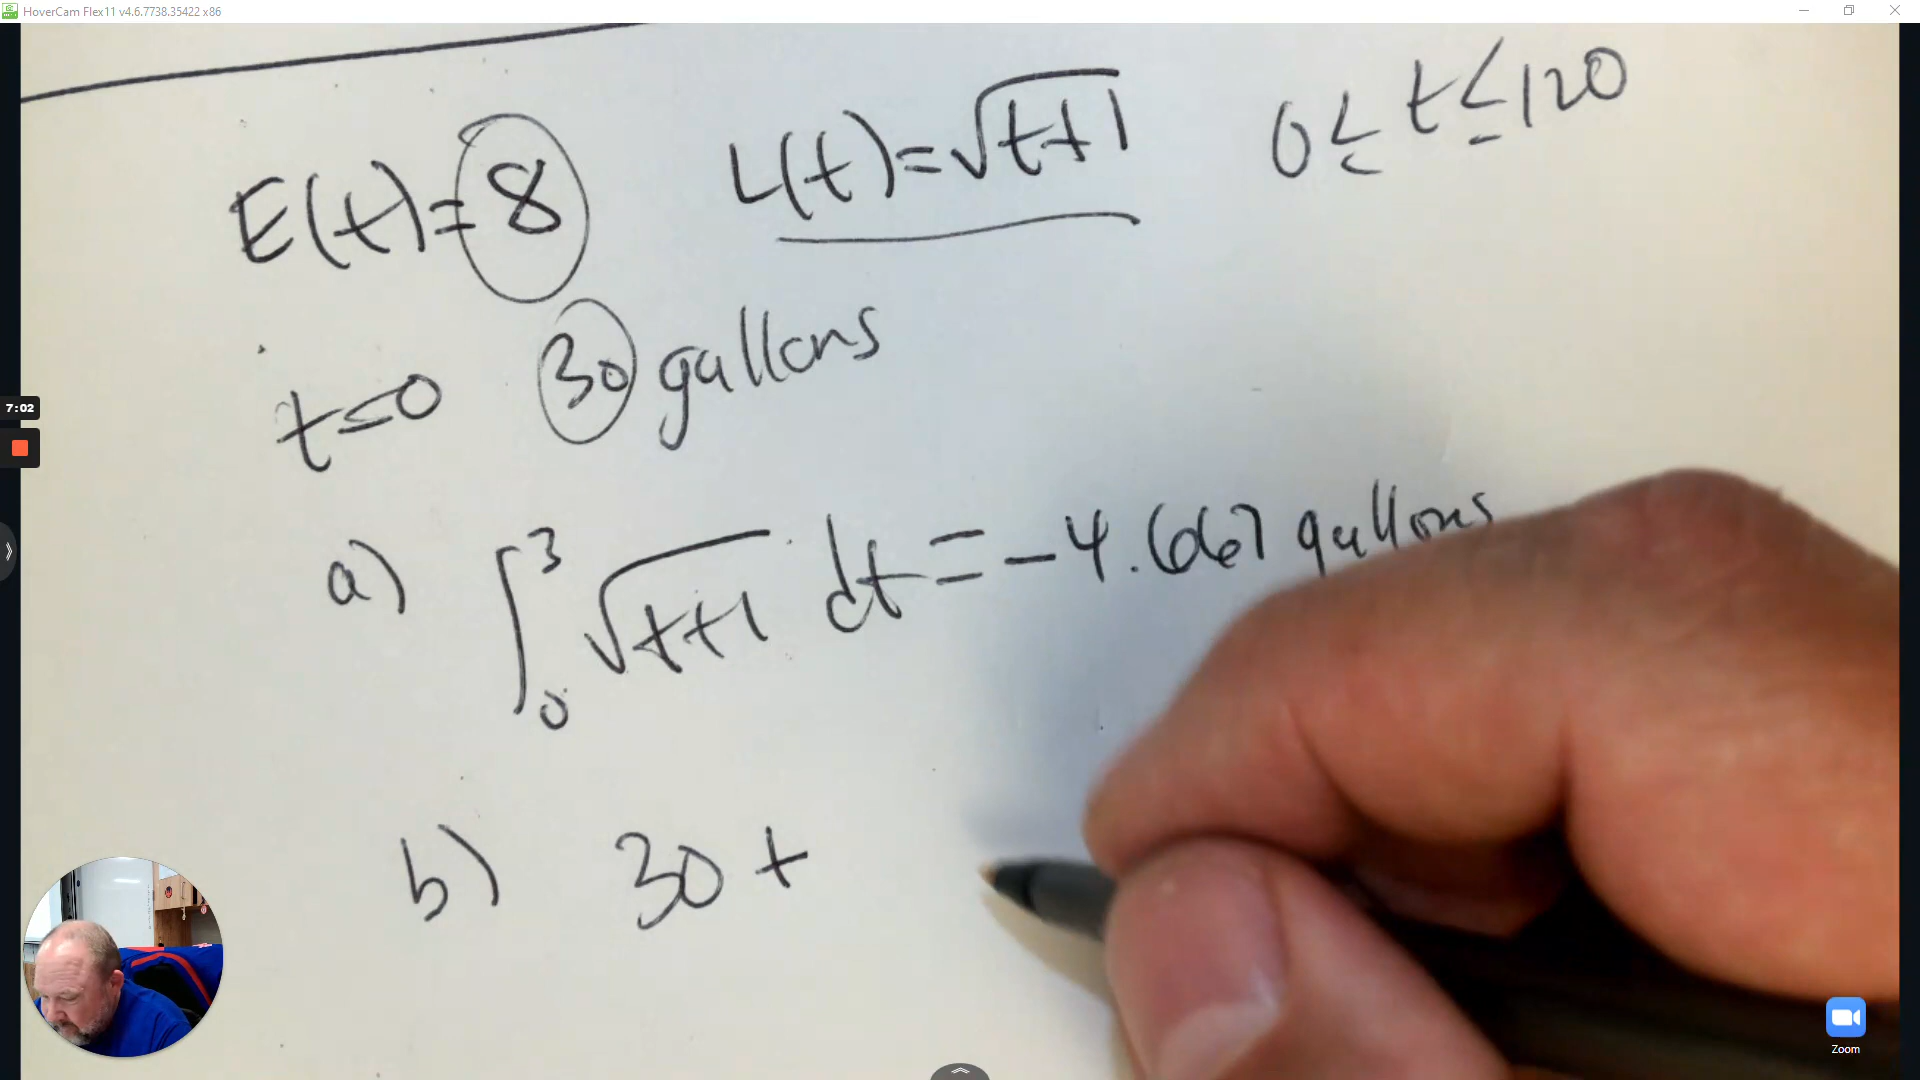 HoverCam Flex11 v4.6.7738.35422 x86
E(t)=8 L(t)=√t+1 0≤t≤120
t=0 30 gallons
7:02
a) ∫₀³ √t+1 dt = -4.667 gallons
b) 30 +
Zoom